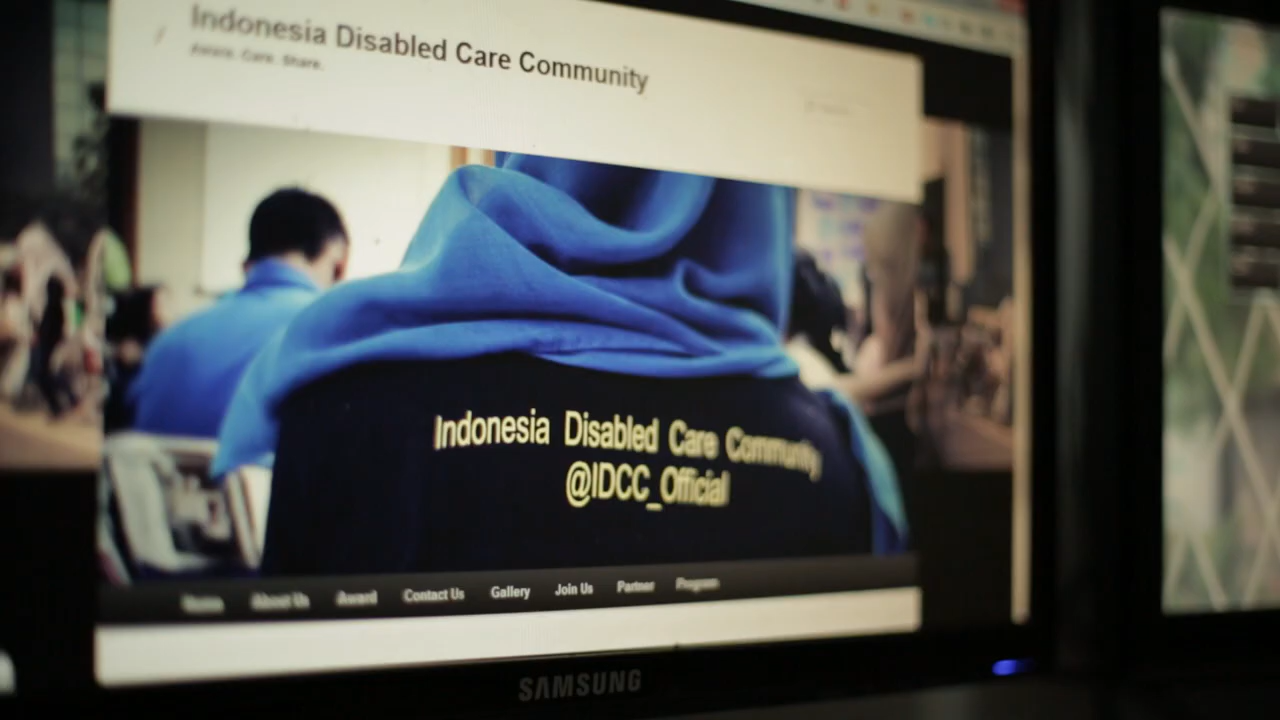 Indonesia Disabled Care Community
Aware. Care. Share.
Indonesia Disabled Care Community
@IDCC_Official
Home About Us Award Contact Us Gallery Join Us Partner Program
SAMSUNG